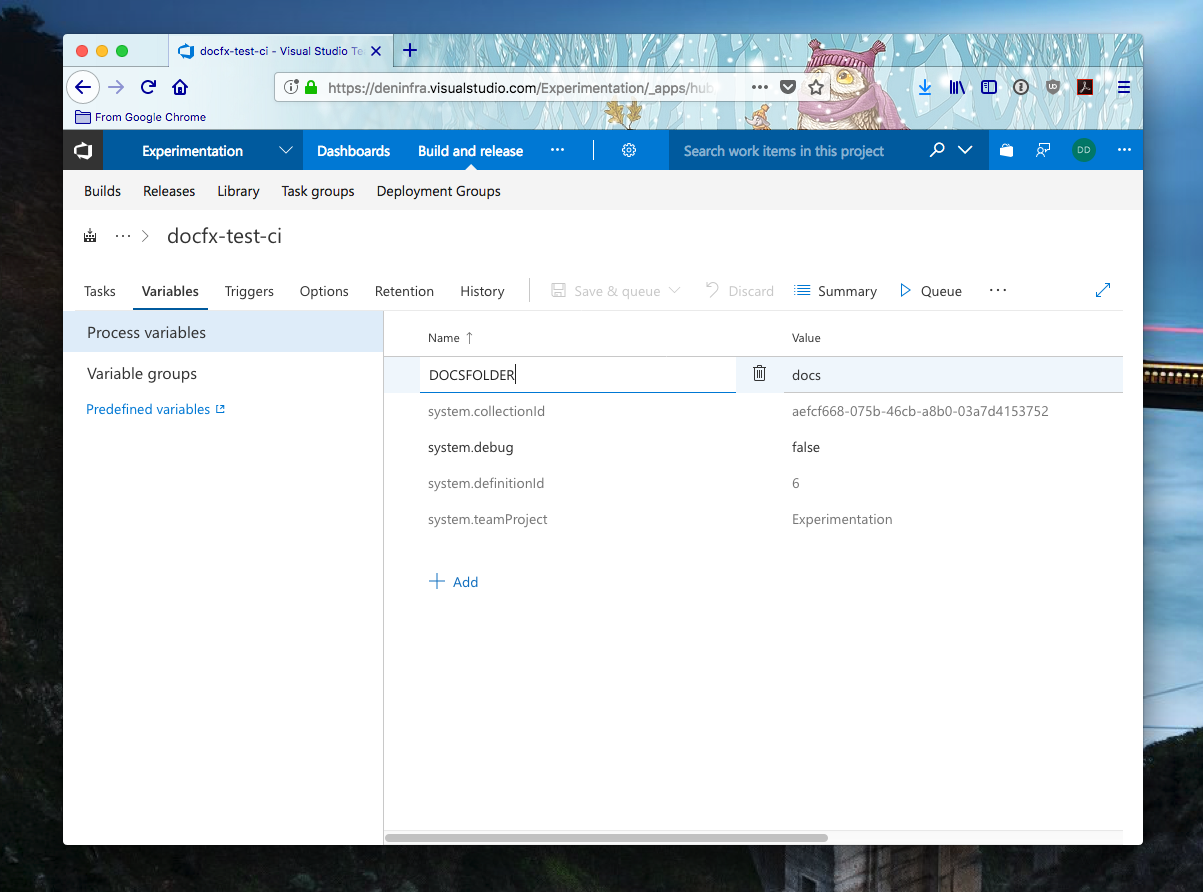 docfx-test-ci - Visual Studio Te
https://deninfra.visualstudio.com/Experimentation/_apps/hub
From Google Chrome
Experimentation Dashboards Build and release ... Search work items in this project DD ...
Builds Releases Library Task groups Deployment Groups
... > docfx-test-ci
Tasks Variables Triggers Options Retention History Save & queue Discard Summary Queue ...
Process variables
Variable groups
Predefined variables
Name ↑ Value
DOCSFOLDER docs
system.collectionId aefcf668-075b-46cb-a8b0-03a7d4153752
system.debug false
system.definitionId 6
system.teamProject Experimentation
+ Add